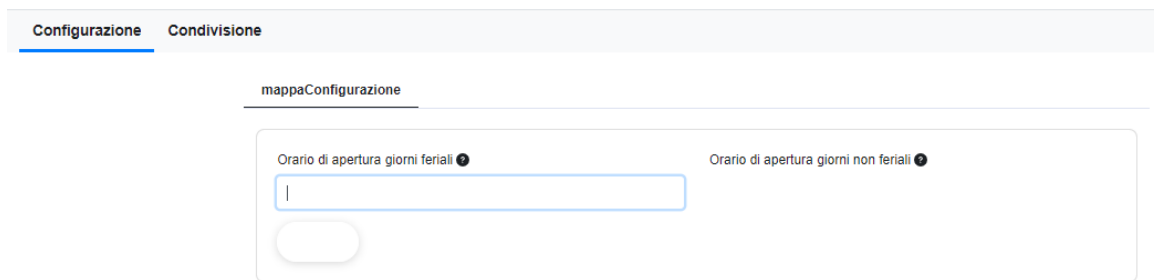 Configurazione Condivisione
mappaConfigurazione
Orario di apertura giorni feriali ? Orario di apertura giorni non feriali ?